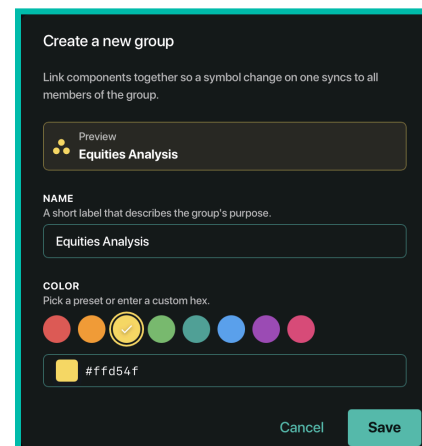 Create a new group
Link components together so a symbol change on one syncs to all
members of the group.
Preview
Equities Analysis
NAME
A short label that describes the group's purpose.
Equities Analysis
COLOR
Pick a preset or enter a custom hex.
#ffd54f
Cancel
Save